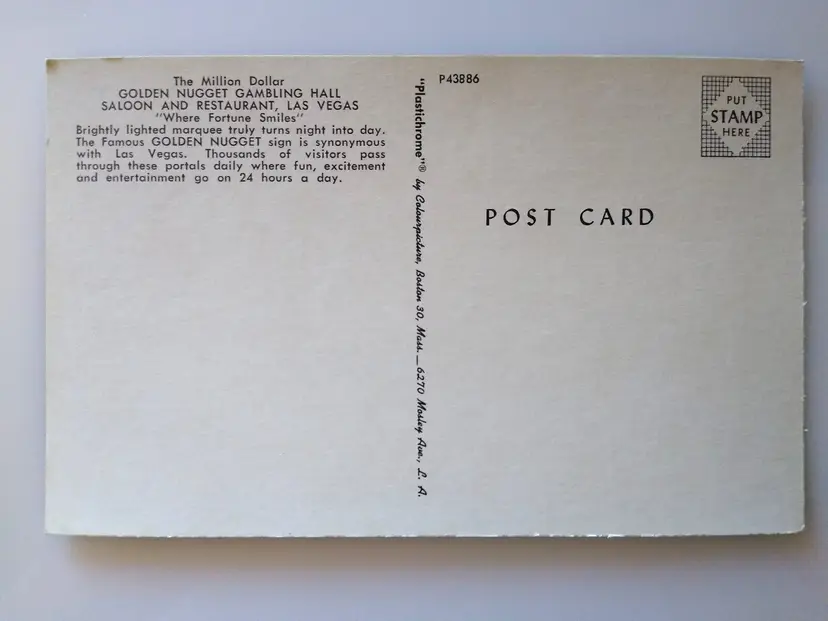 The Million Dollar
GOLDEN NUGGET GAMBLING HALL
SALOON AND RESTAURANT, LAS VEGAS
"Where Fortune Smiles"
Brightly lighted marquee truly turns night into day.
The Famous GOLDEN NUGGET sign is synonymous
with Las Vegas. Thousands of visitors pass
through these portals daily where fun, excitement
and entertainment go on 24 hours a day.
"Plastichrome"® by Colourpicture, Boston 30, Mass. — 6270 Mosley Ave., L. A.
P43886
PUT
STAMP
HERE
POST CARD